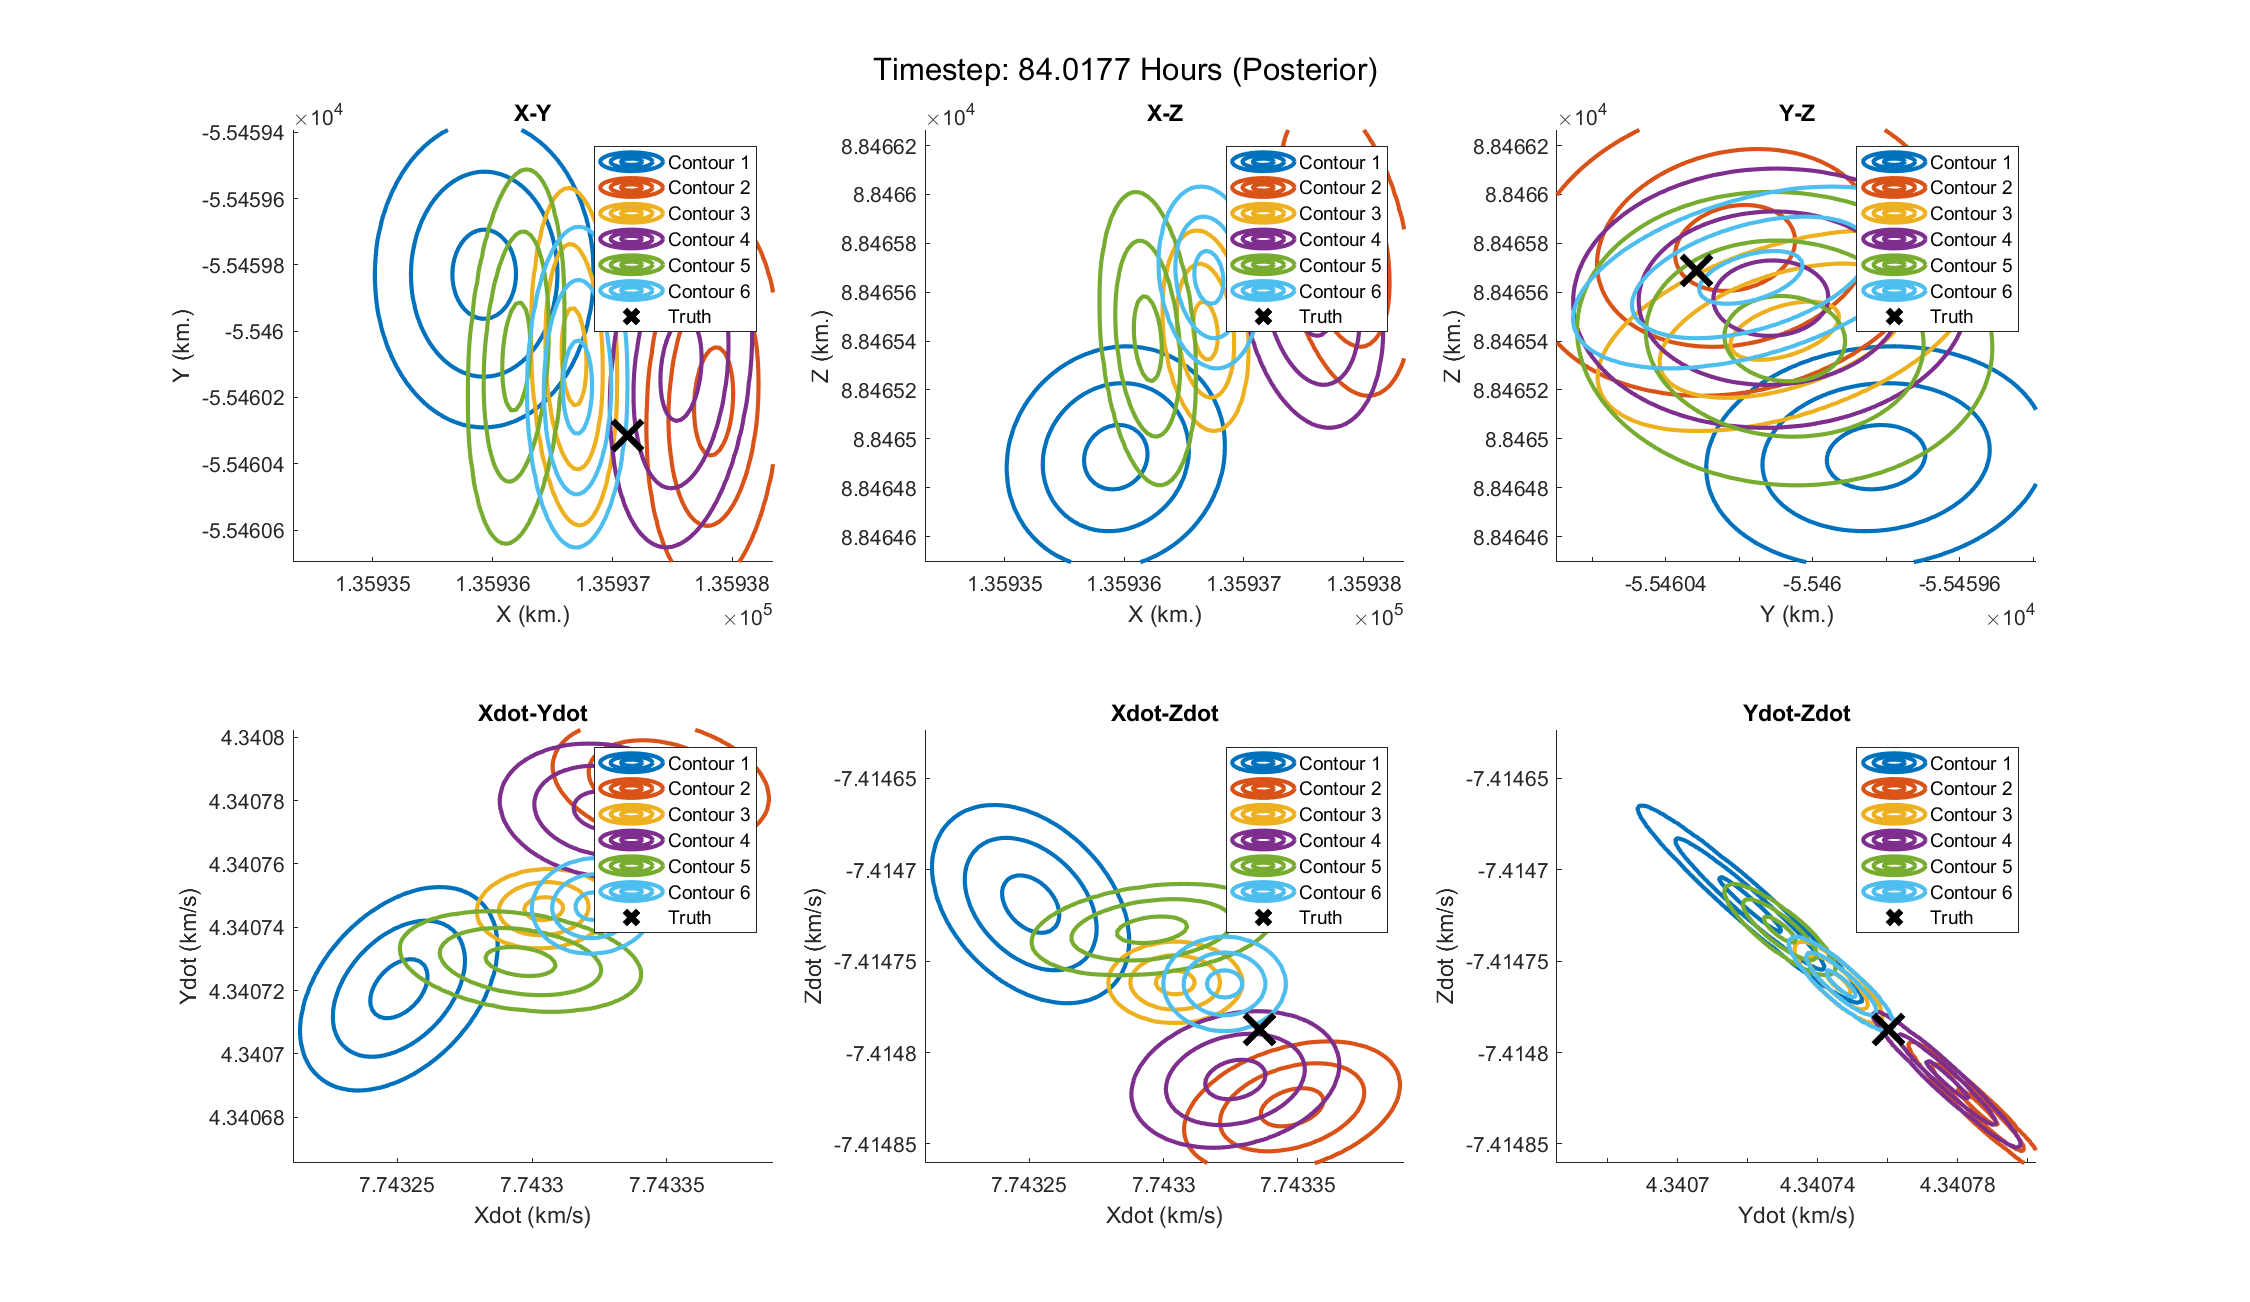 Timestep: 84.0177 Hours (Posterior)
X-Y
×10^4
-5.54594
-5.54596
-5.54598
-5.546
-5.54602
-5.54604
-5.54606
Y (km.)
1.35935
1.35936
1.35937
1.35938
X (km.)
×10^5
Contour 1
Contour 2
Contour 3
Contour 4
Contour 5
Contour 6
Truth
X-Z
×10^4
8.84662
8.8466
8.84658
8.84656
8.84654
8.84652
8.8465
8.84648
8.84646
Z (km.)
1.35935
1.35936
1.35937
1.35938
X (km.)
×10^5
Contour 1
Contour 2
Contour 3
Contour 4
Contour 5
Contour 6
Truth
Y-Z
×10^4
8.84662
8.8466
8.84658
8.84656
8.84654
8.84652
8.8465
8.84648
8.84646
Z (km.)
-5.54604
-5.546
-5.54596
Y (km.)
×10^4
Contour 1
Contour 2
Contour 3
Contour 4
Contour 5
Contour 6
Truth
Xdot-Ydot
4.3408
4.34078
4.34076
4.34074
4.34072
4.3407
4.34068
Ydot (km/s)
7.74325
7.7433
7.74335
Xdot (km/s)
Contour 1
Contour 2
Contour 3
Contour 4
Contour 5
Contour 6
Truth
Xdot-Zdot
-7.41465
-7.4147
-7.41475
-7.4148
-7.41485
Zdot (km/s)
7.74325
7.7433
7.74335
Xdot (km/s)
Contour 1
Contour 2
Contour 3
Contour 4
Contour 5
Contour 6
Truth
Ydot-Zdot
-7.41465
-7.4147
-7.41475
-7.4148
-7.41485
Zdot (km/s)
4.3407
4.34074
4.34078
Ydot (km/s)
Contour 1
Contour 2
Contour 3
Contour 4
Contour 5
Contour 6
Truth